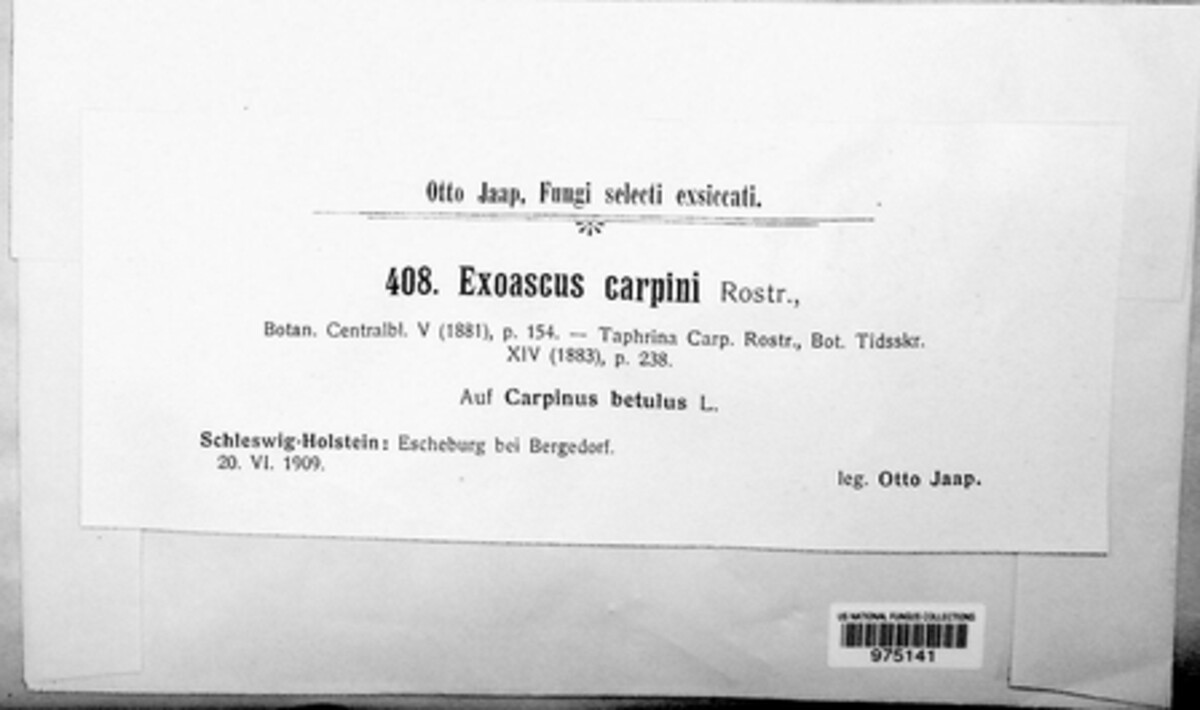 Otto Jaap, Fungi selecti exsiccati.
408. Exoascus carpini Rostr.,
Botan. Centralbl. V (1881), p. 154. — Taphrina Carp. Rostr., Bot. Tidsskr.
XIV (1883), p. 238.
Auf Carpinus betulus L.
Schleswig-Holstein: Escheburg bei Bergedorf.
20. VI. 1909.
leg. Otto Jaap.
US NATIONAL FUNGUS COLLECTIONS
975141